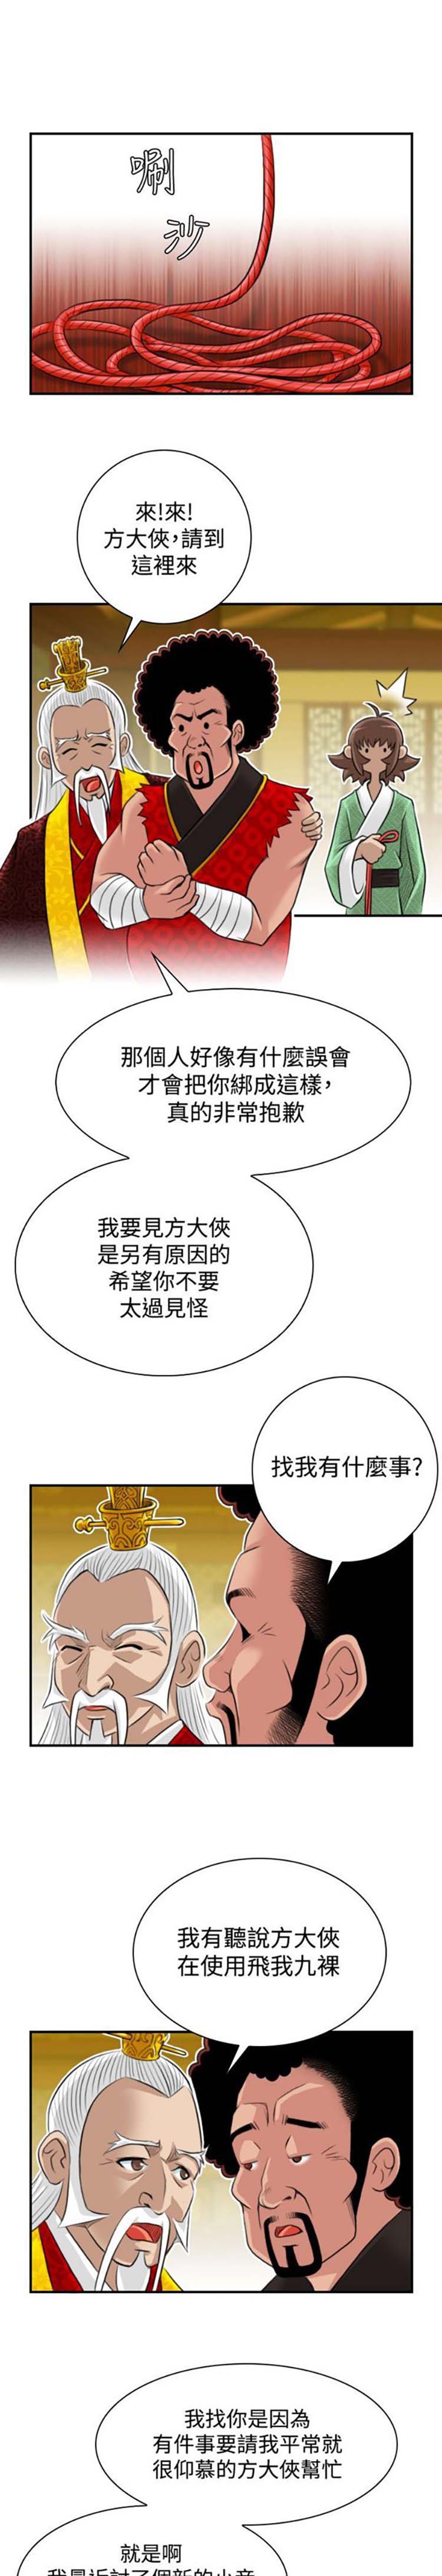 唰
沙
來!來!
方大俠,請到
這裡來
那個人好像有什麼誤會
才會把你綁成這樣,
真的非常抱歉
我要見方大俠
是另有原因的
希望你不要
太過見怪
找我有什麼事?
我有聽說方大俠
在使用飛我九裸
我找你是因為
有件事要請我平常就
很仰慕的方大俠幫忙
就是啊